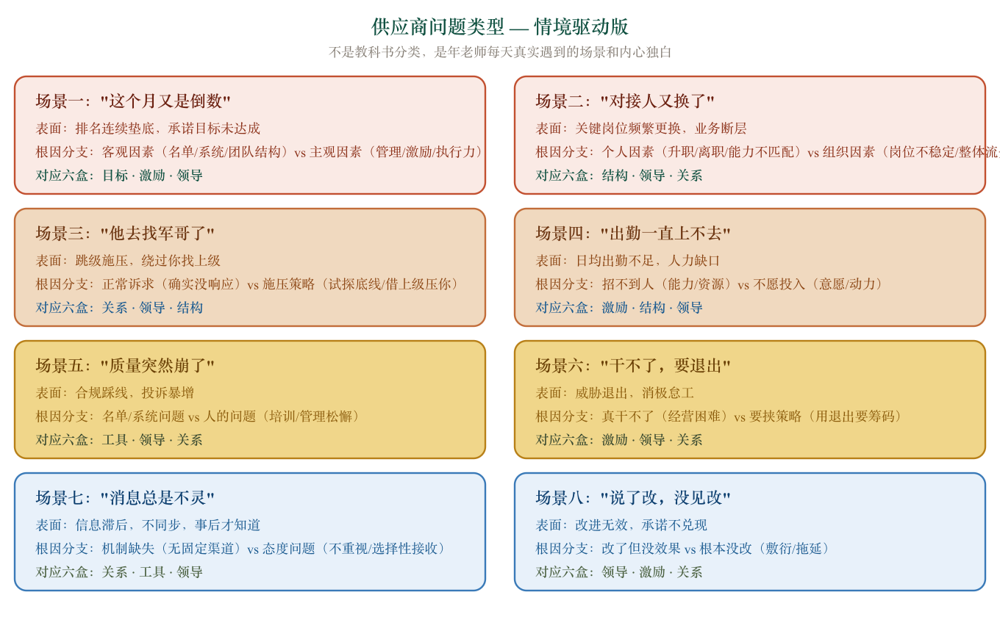 供应商问题类型 — 情境驱动版
不是教科书分类，是年老师每天真实遇到的场景和内心独白
场景一："这个月又是倒数"
表面：排名连续垫底，承诺目标未达成
根因分支：客观因素（名单/系统/团队结构）vs 主观因素（管理/激励/执行力）
对应六盒：目标 · 激励 · 领导
场景二："对接人又换了"
表面：关键岗位频繁更换，业务断层
根因分支：个人因素（升职/离职/能力不匹配）vs 组织因素（岗位不稳定/整体流
对应六盒：结构 · 领导 · 关系
场景三："他去找军哥了"
表面：跳级施压，绕过你找上级
根因分支：正常诉求（确实没响应）vs 施压策略（试探底线/借上级压你）
对应六盒：关系 · 领导 · 结构
场景四："出勤一直上不去"
表面：日均出勤不足，人力缺口
根因分支：招不到人（能力/资源）vs 不愿投入（意愿/动力）
对应六盒：激励 · 结构 · 领导
场景五："质量突然崩了"
表面：合规踩线，投诉暴增
根因分支：名单/系统问题 vs 人的问题（培训/管理松懈）
对应六盒：工具 · 领导 · 关系
场景六："干不了，要退出"
表面：威胁退出，消极怠工
根因分支：真干不了（经营困难）vs 要挟策略（用退出要筹码）
对应六盒：激励 · 领导 · 关系
场景七："消息总是不灵"
表面：信息滞后，不同步，事后才知道
根因分支：机制缺失（无固定渠道）vs 态度问题（不重视/选择性接收）
对应六盒：关系 · 工具 · 领导
场景八："说了改，没见改"
表面：改进无效，承诺不兑现
根因分支：改了但没效果 vs 根本没改（敷衍/拖延）
对应六盒：领导 · 激励 · 关系